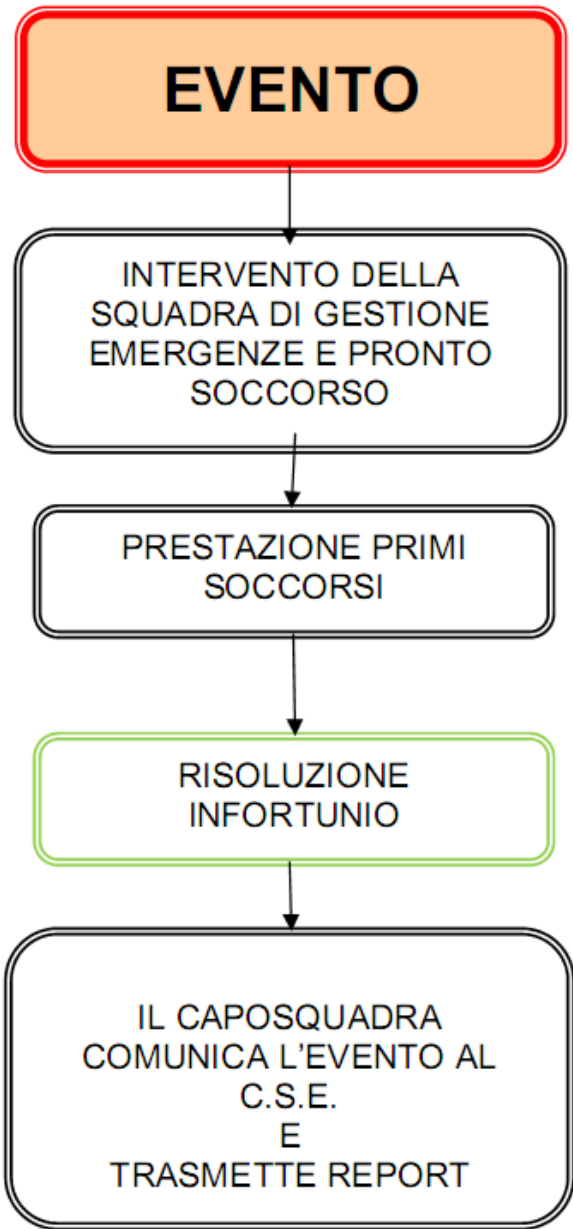 EVENTO
INTERVENTO DELLA
SQUADRA DI GESTIONE
EMERGENZE E PRONTO
SOCCORSO
PRESTAZIONE PRIMI
SOCCORSI
RISOLUZIONE
INFORTUNIO
IL CAPOSQUADRA
COMUNICA L'EVENTO AL
C.S.E.
E
TRASMETTE REPORT